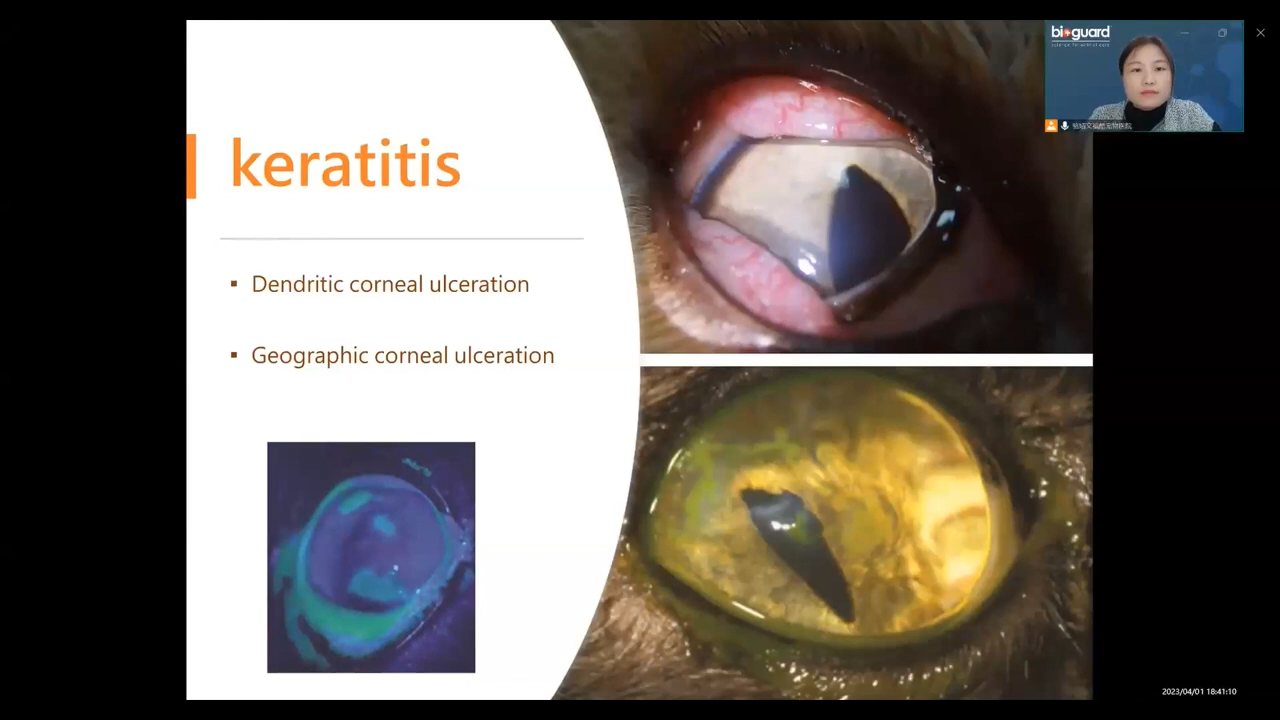 keratitis
▪ Dendritic corneal ulceration
▪ Geographic corneal ulceration
bioguard
2023/04/01 18:41:10